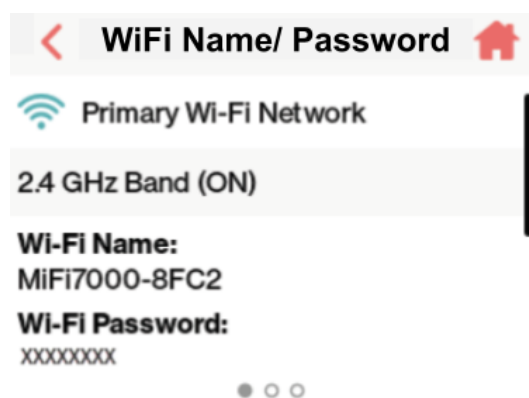 WiFi Name/ Password
Primary Wi-Fi Network
2.4 GHz Band (ON)
Wi-Fi Name:
MiFi7000-8FC2
Wi-Fi Password:
XXXXXXXX